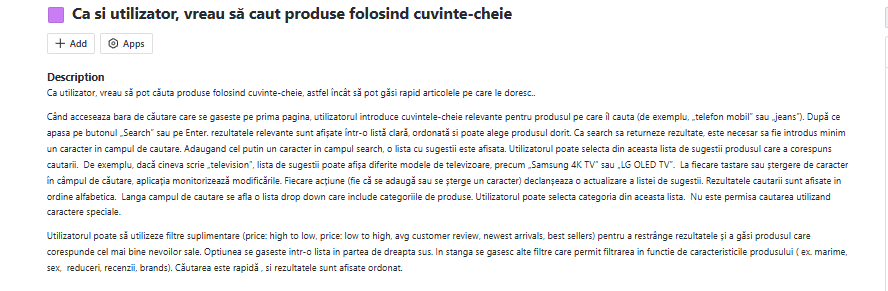 Ca si utilizator, vreau să caut produse folosind cuvinte-cheie
Add
Apps
Description
Ca utilizator, vreau să pot căuta produse folosind cuvinte-cheie, astfel încât să pot găsi rapid articolele pe care le doresc..
Când acceseaza bara de căutare care se gaseste pe prima pagina, utilizatorul introduce cuvintele-cheie relevante pentru produsul pe care îl cauta (de exemplu, „telefon mobil” sau „jeans”). După ce
apasa pe butonul „Search” sau pe Enter. rezultatele relevante sunt afișate într-o listă clară, ordonată si poate alege produsul dorit. Ca search sa returneze rezultate, este necesar sa fie introdus minim
un caracter in campul de cautare. Adaugand cel putin un caracter in campul search, o lista cu sugestii este afisata. Utilizatorul poate selecta din aceasta lista de sugestii produsul care a corespuns
cautarii. De exemplu, dacă cineva scrie „television”, lista de sugestii poate afișa diferite modele de televizoare, precum „Samsung 4K TV” sau „LG OLED TV”. La fiecare tastare sau ștergere de caracter
în câmpul de căutare, aplicația monitorizează modificările. Fiecare acțiune (fie că se adaugă sau se șterge un caracter) declanșeaza o actualizare a listei de sugestii. Rezultatele cautarii sunt afisate in
ordine alfabetica. Langa campul de cautare se afla o lista drop down care include categoriile de produse. Utilizatorul poate selecta categoria din aceasta lista. Nu este permisa cautarea utilizand
caractere speciale.
Utilizatorul poate să utilizeze filtre suplimentare (price: high to low, price: low to high, avg customer review, newest arrivals, best sellers) pentru a restrânge rezultatele și a găsi produsul care
corespunde cel mai bine nevoilor sale. Optiunea se gaseste intr-o lista in partea de dreapta sus. In stanga se gasesc alte filtre care permit filtrarea in functie de caracteristicile produsului ( ex. marime,
sex, reduceri, recenzii, brands). Căutarea este rapidă , si rezultatele sunt afisate ordonat.